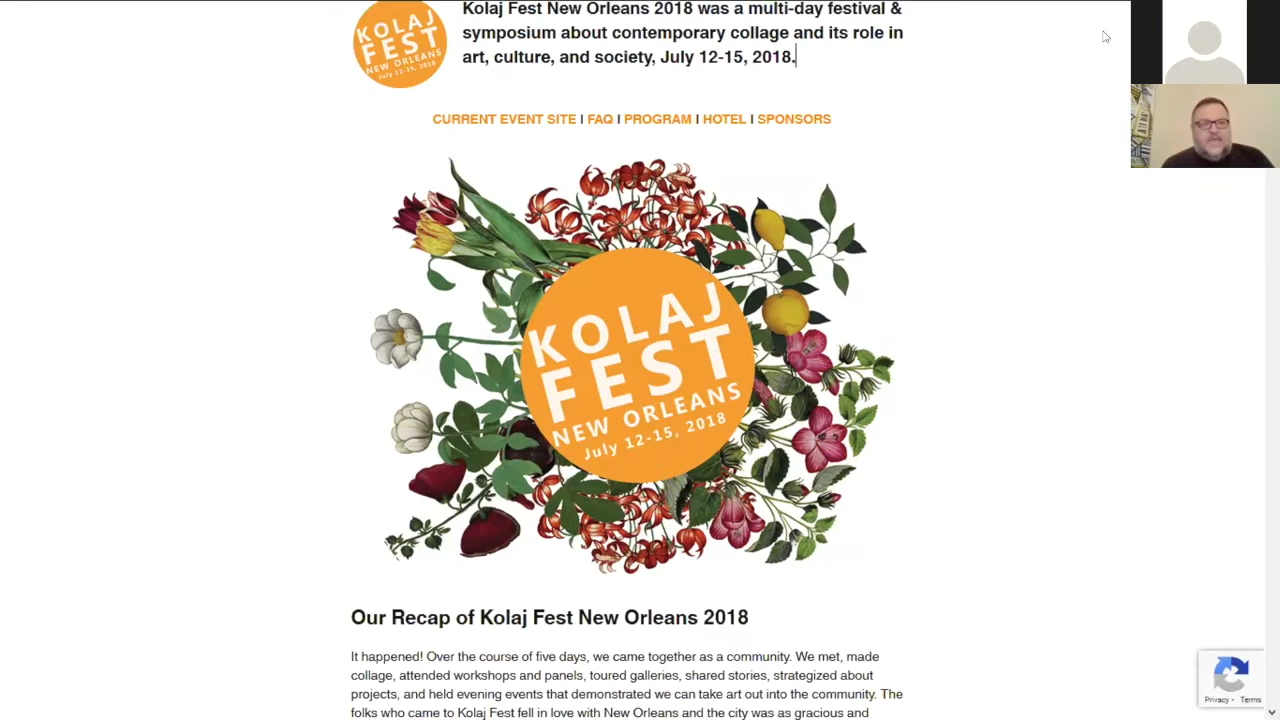 KOLAJ
FEST
NEW ORLEANS
July 12-15, 2018
Kolaj Fest New Orleans 2018 was a multi-day festival &
symposium about contemporary collage and its role in
art, culture, and society, July 12-15, 2018.
CURRENT EVENT SITE I FAQ I PROGRAM I HOTEL I SPONSORS
KOLAJ
FEST
NEW ORLEANS
July 12-15, 2018
Our Recap of Kolaj Fest New Orleans 2018
It happened! Over the course of five days, we came together as a community. We met, made
collage, attended workshops and panels, toured galleries, shared stories, strategized about
projects, and held evening events that demonstrated we can take art out into the community. The
folks who came to Kolaj Fest fell in love with New Orleans and the city was as gracious and
Privacy - Terms